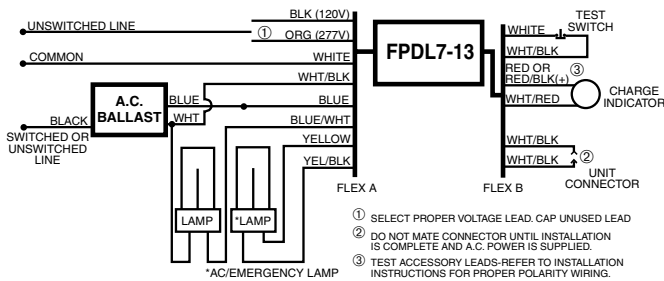 UNSWITCHED LINE
COMMON
BLACK
SWITCHED OR
UNSWITCHED
LINE
A.C.
BALLAST
BLUE
WHT
①
BLK (120V)
ORG (277V)
WHITE
WHT/BLK
BLUE
BLUE/WHT
YELLOW
YEL/BLK
FLEX A
LAMP
*LAMP
*AC/EMERGENCY LAMP
FPDL7-13
WHITE
WHT/BLK
RED OR
RED/BLK(+)
WHT/RED
WHT/BLK
WHT/BLK
FLEX B
TEST
SWITCH
③
CHARGE
INDICATOR
②
UNIT
CONNECTOR
① SELECT PROPER VOLTAGE LEAD. CAP UNUSED LEAD
② DO NOT MATE CONNECTOR UNTIL INSTALLATION
IS COMPLETE AND A.C. POWER IS SUPPLIED.
③ TEST ACCESSORY LEADS-REFER TO INSTALLATION
INSTRUCTIONS FOR PROPER POLARITY WIRING.